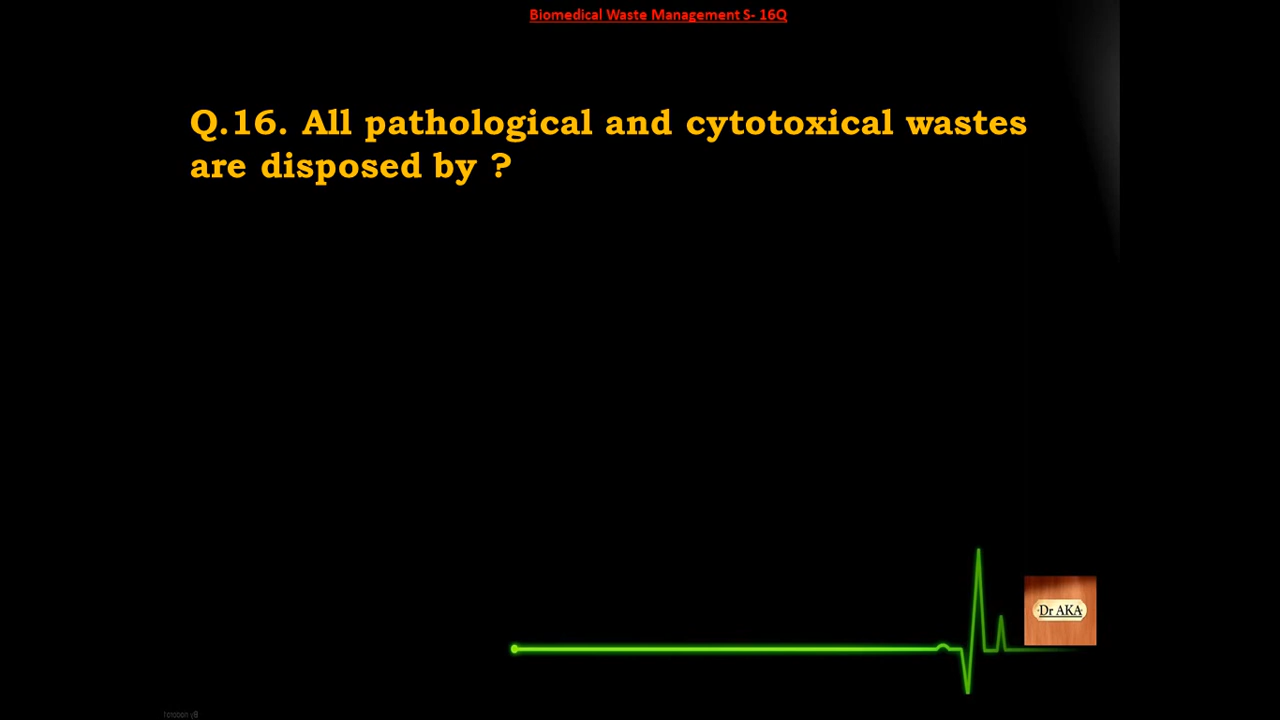 Biomedical Waste Management S- 16Q
Q.16. All pathological and cytotoxical wastes
are disposed by ?
Dr AKA